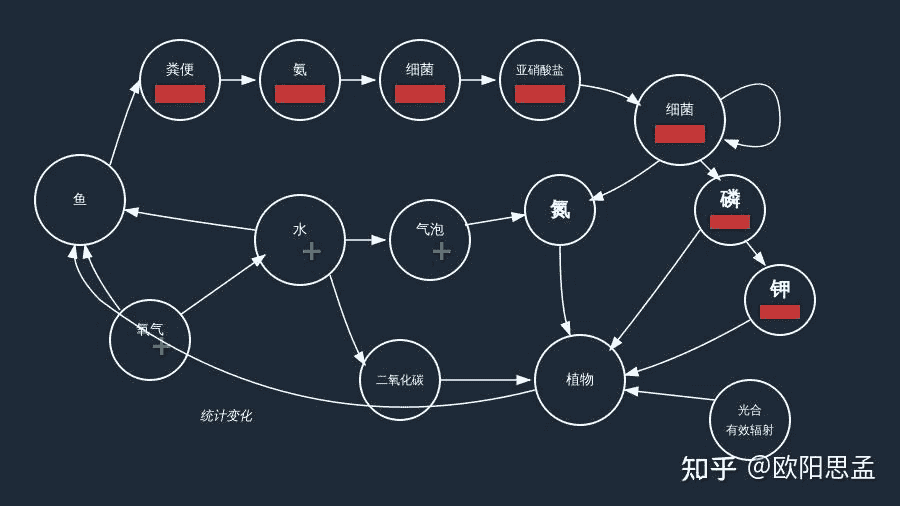 粪便
氨
细菌
亚硝酸盐
细菌
鱼
水
气泡
氮
磷
钾
氧气
二氧化碳
植物
光合
有效辐射
统计变化
知乎 @欧阳思孟